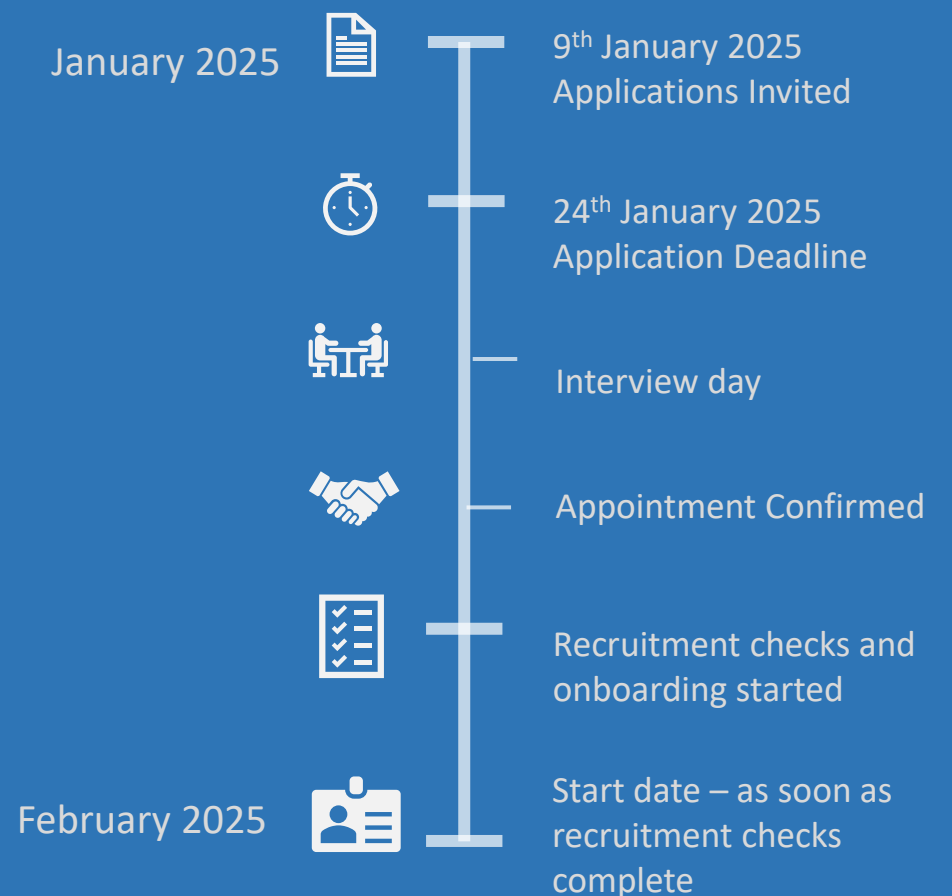 January 2025
9th January 2025
Applications Invited
24th January 2025
Application Deadline
Interview day
Appointment Confirmed
Recruitment checks and
onboarding started
February 2025
Start date – as soon as
recruitment checks
complete